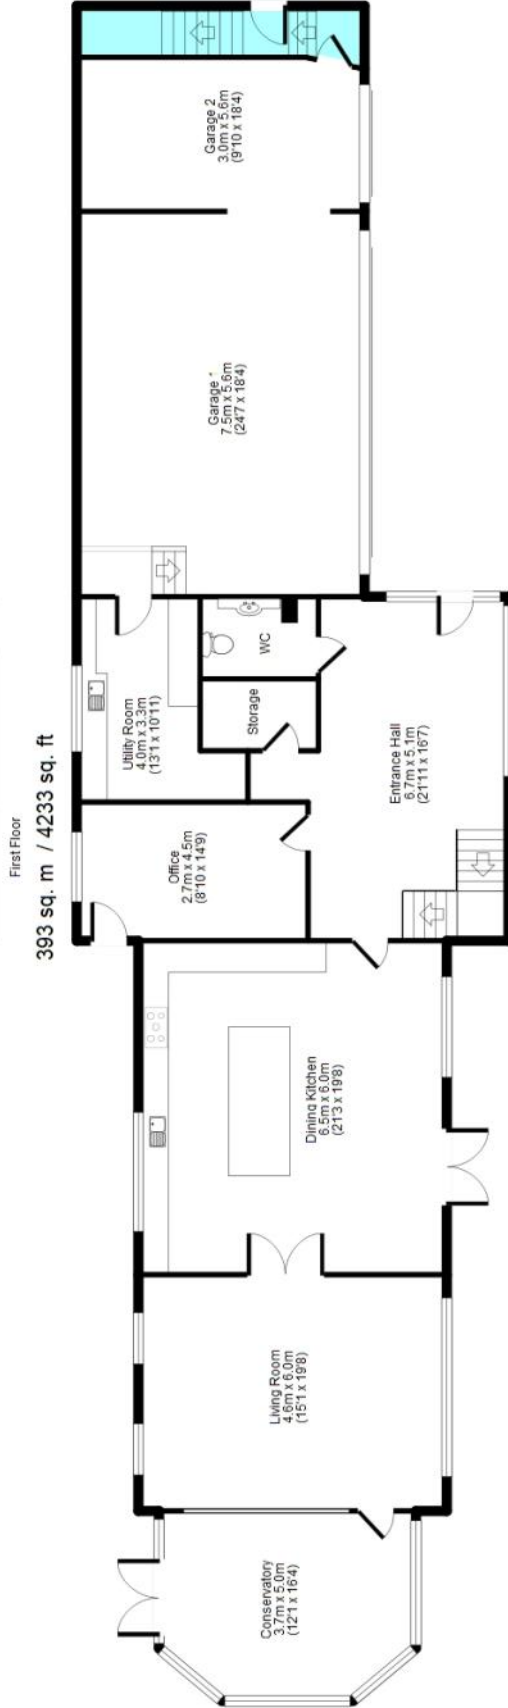 First Floor
393 sq. m / 4233 sq. ft
Conservatory
3.7m x 5.0m
(12'1 x 16'4)
Living Room
4.6m x 6.0m
(15'1 x 19'8)
Dining Kitchen
6.5m x 6.0m
(21'3 x 19'8)
Office
2.7m x 4.5m
(8'10 x 14'9)
Utility Room
4.0m x 3.3m
(13'1 x 10'11)
Storage
WC
Entrance Hall
6.7m x 5.1m
(21'11 x 16'7)
Garage 1
7.5m x 5.6m
(24'7 x 18'4)
Garage 2
3.0m x 5.6m
(9'10 x 18'4)